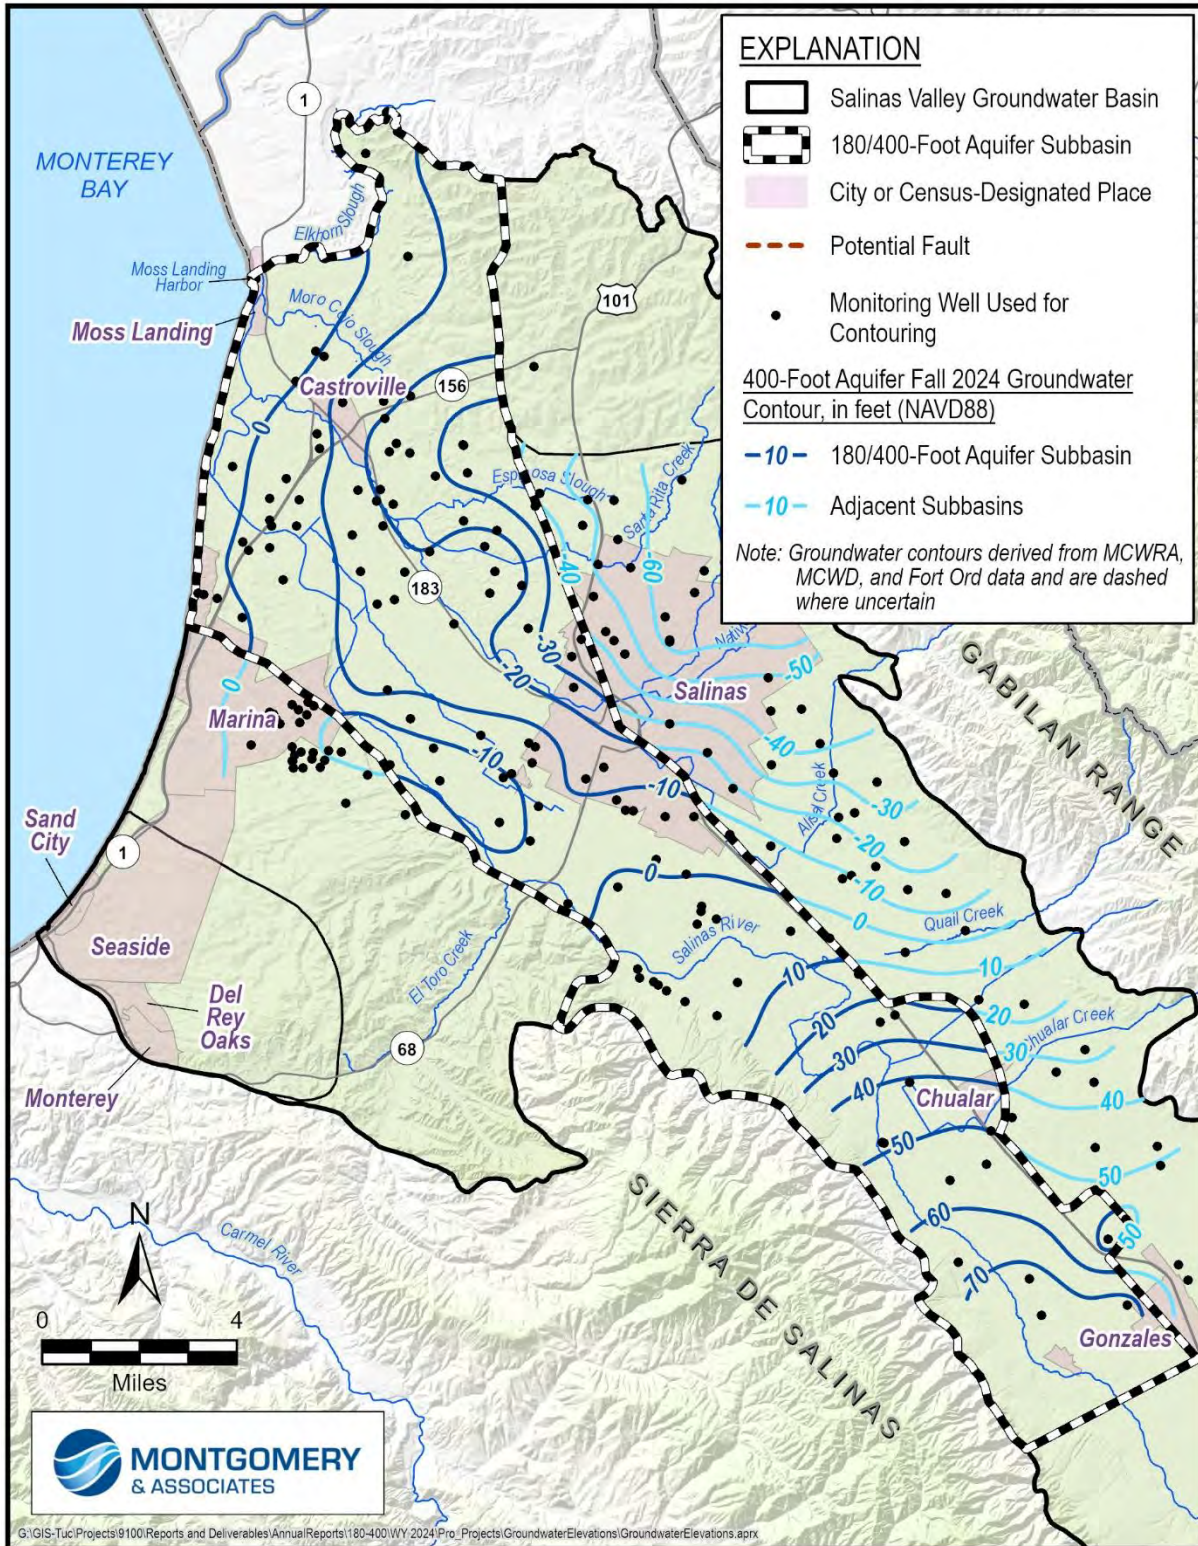 EXPLANATION
Salinas Valley Groundwater Basin
180/400-Foot Aquifer Subbasin
City or Census-Designated Place
Potential Fault
Monitoring Well Used for
Contouring
400-Foot Aquifer Fall 2024 Groundwater
Contour, in feet (NAVD88)
-10- 180/400-Foot Aquifer Subbasin
-10- Adjacent Subbasins
Note: Groundwater contours derived from MCWRA,
MCWD, and Fort Ord data and are dashed
where uncertain
1
MONTEREY
BAY
Elkhorn Slough
Moss Landing
Harbor
Moro Cojo Slough
Moss Landing
101
Castroville
156
0
Espinosa Slough
Santa Rita Creek
-40
-60
183
-30
-20
-50
Salinas
GABILAN RANGE
0
Marina
-10
-10
-40
-30
-20
-10
0
Alisal Creek
Sand
City
1
0
Quail Creek
Seaside
Salinas River
10
10
El Toro Creek
Del
Rey
Oaks
20
20
30
30
Chualar Creek
68
40
40
Monterey
Chualar
50
50
SIERRA DE SALINAS
60
50
Carmel River
70
Gonzales
N
0 4
Miles
MONTGOMERY
& ASSOCIATES
G:\GIS-Tuc\Projects\9100\Reports and Deliverables\AnnualReports\180-400\WY 2024\Pro_Projects\GroundwaterElevations\GroundwaterElevations.aprx